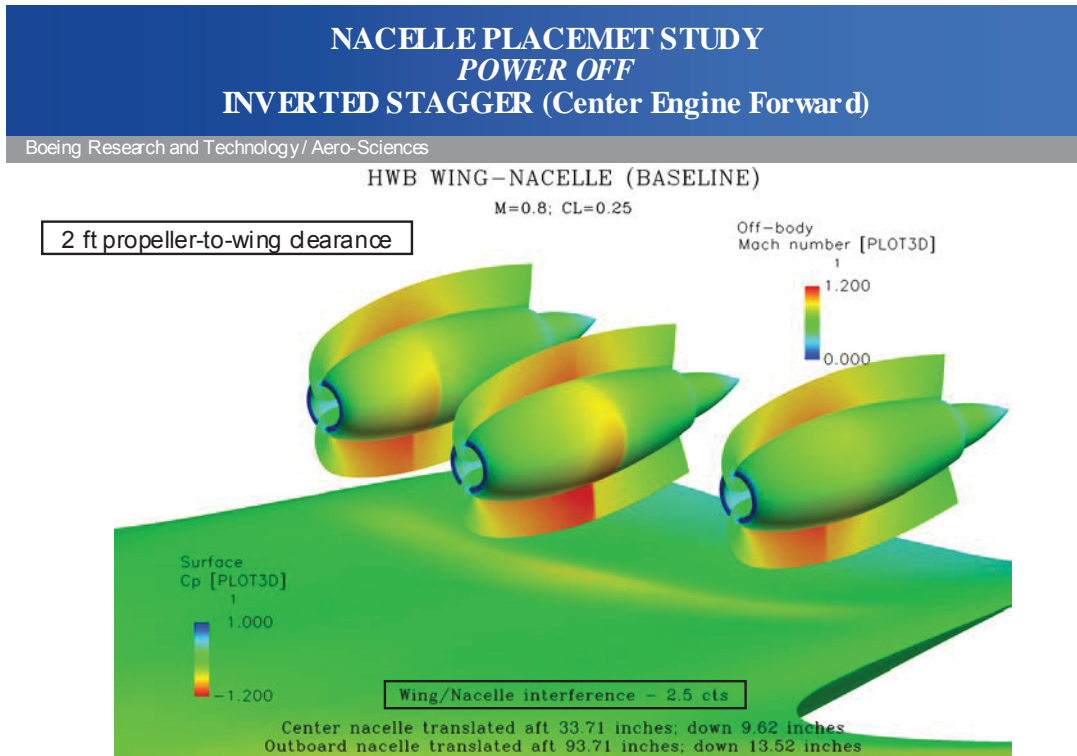 NACELLE PLACEMET STUDY
POWER OFF
INVERTED STAGGER (Center Engine Forward)
Boeing Research and Technology / Aero-Sciences
HWB WING-NACELLE (BASELINE)
M=0.8; CL=0.25
2 ft propeller-to-wing clearance
Off-body
Mach number [PLOT3D]
1
1.200
0.000
Surface
Cp [PLOT3D]
1
1.000
-1.200
Wing/Nacelle interference - 2.5 cts
Center nacelle translated aft 33.71 inches; down 9.62 inches
Outboard nacelle translated aft 93.71 inches; down 13.52 inches